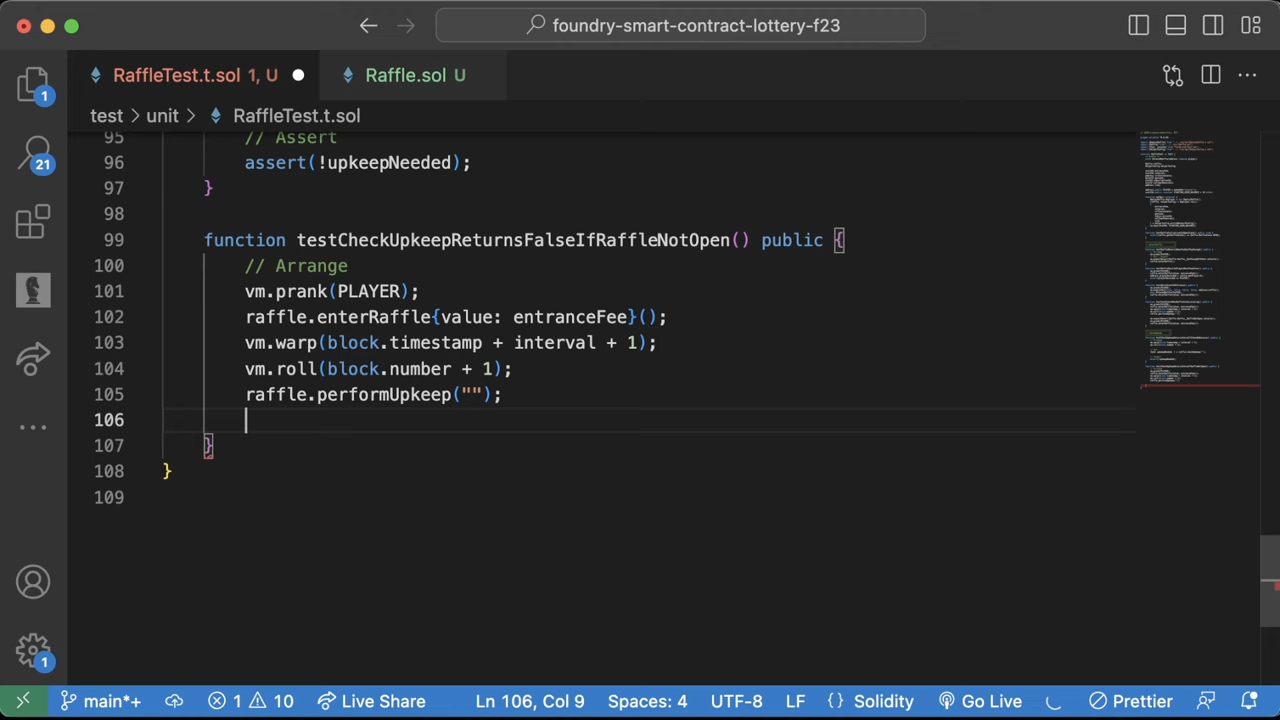 foundry-smart-contract-lottery-f23
RaffleTest.t.sol 1, U
Raffle.sol U
test > unit > RaffleTest.t.sol
1
21
95 // Assert
96 assert(!upkeepNeeded);
97 }
98
99 function testCheckUpkeepReturnsFalseIfRaffleNotOpen() public {
100 // Arrange
101 vm.prank(PLAYER);
102 raffle.enterRaffle{value: entranceFee}();
103 vm.warp(block.timestamp + interval + 1);
104 vm.roll(block.number + 1);
105 raffle.performUpkeep("");
106
107 }
108 }
109
1
main*+ 1 10 Live Share Ln 106, Col 9 Spaces: 4 UTF-8 LF {} Solidity Go Live Prettier